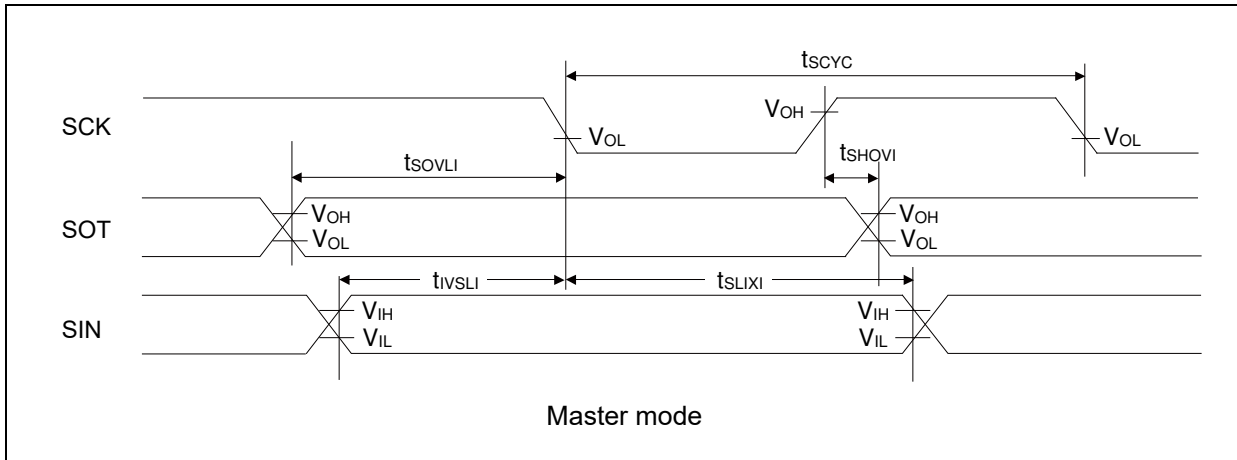 tSCYC
SCK
VOH
VOL
VOL
tSHOVI
tSOVLI
SOT
VOH
VOL
VOH
VOL
tIVSLI
tSLIXI
SIN
VIH
VIL
VIH
VIL
Master mode